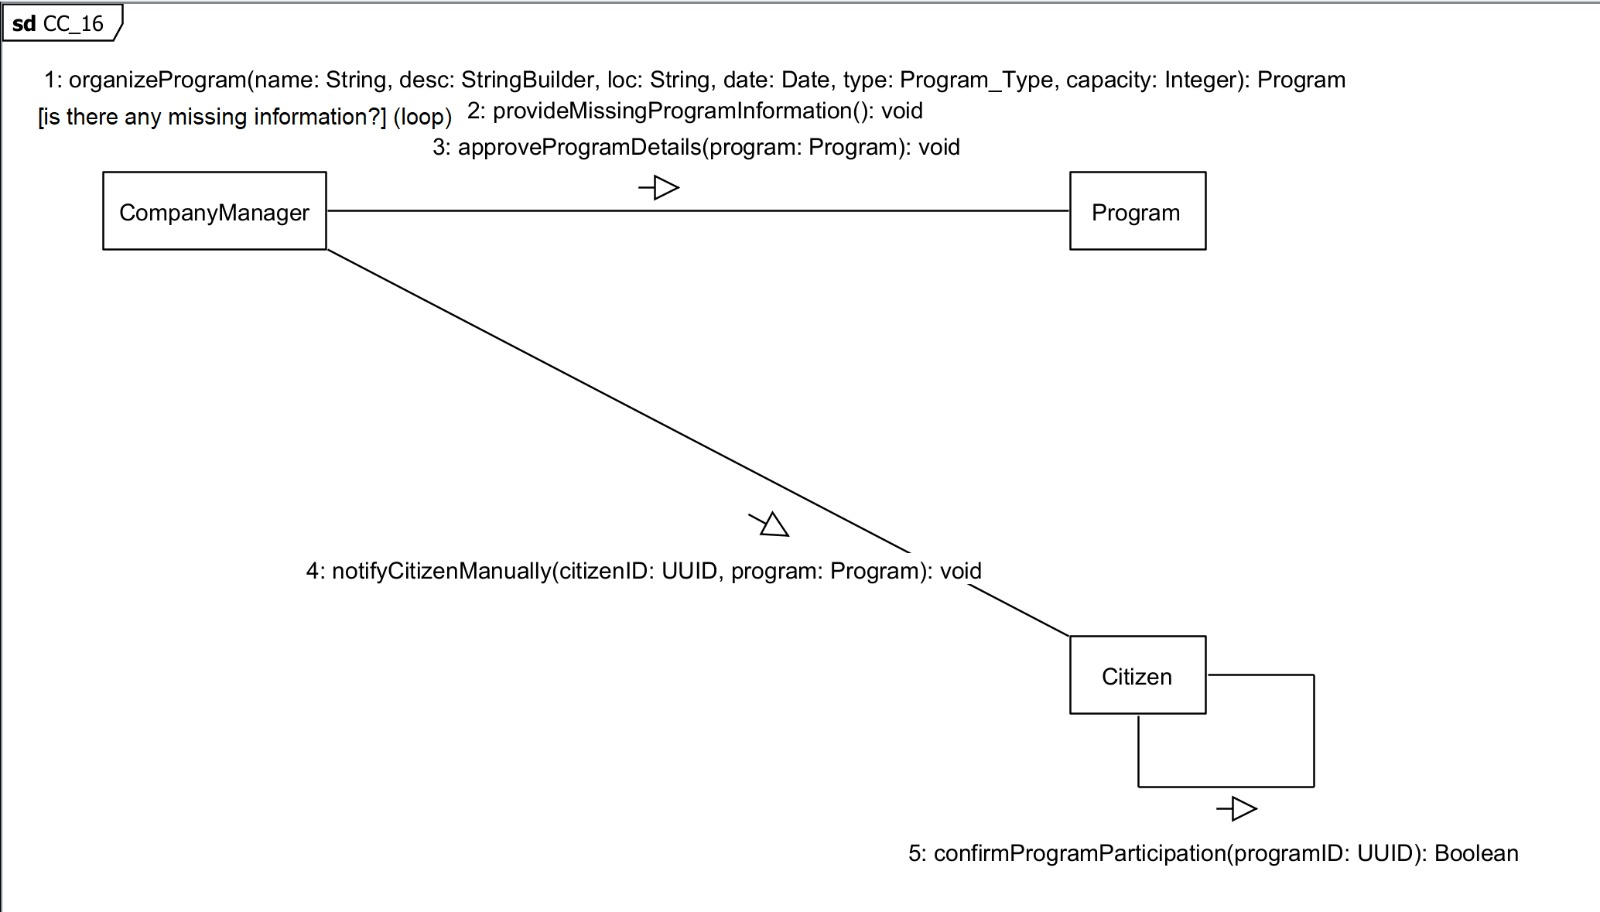 sd CC_16
1: organizeProgram(name: String, desc: StringBuilder, loc: String, date: Date, type: Program_Type, capacity: Integer): Program
[is there any missing information?] (loop) 2: provideMissingProgramInformation(): void
3: approveProgramDetails(program: Program): void
CompanyManager
Program
4: notifyCitizenManually(citizenID: UUID, program: Program): void
Citizen
5: confirmProgramParticipation(programID: UUID): Boolean